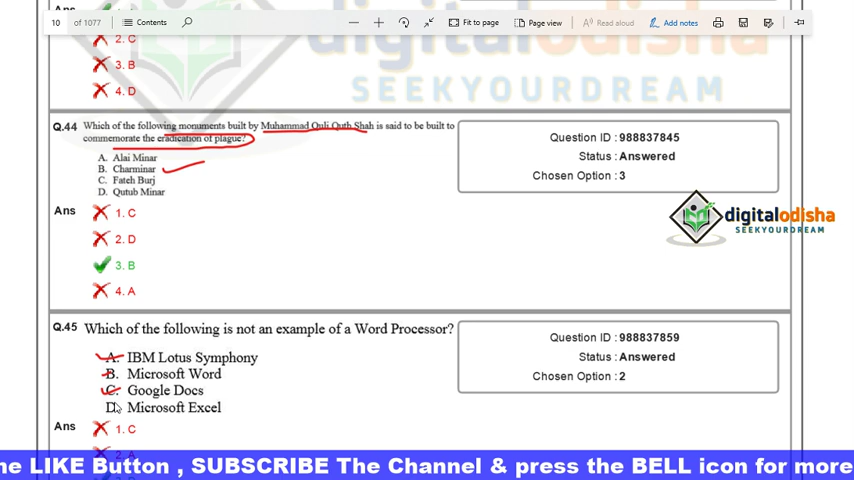 10 of 1077 Contents Fit to page Page view Read aloud Add notes
digitalodisha
SEEKYOURDREAM
2. C
3. B
4. D
Q.44 Which of the following monuments built by Muhammad Quli Qutb Shah is said to be built to
commemorate the eradication of plague?
A. Alai Minar
B. Charminar
C. Fateh Burj
D. Qutub Minar
Question ID : 988837845
Status : Answered
Chosen Option : 3
Ans
1. C
2. D
3. B
4. A
digitalodisha
SEEKYOURDREAM
Q.45 Which of the following is not an example of a Word Processor?
A. IBM Lotus Symphony
B. Microsoft Word
C. Google Docs
D. Microsoft Excel
Question ID : 988837859
Status : Answered
Chosen Option : 2
Ans
1. C
2. A
he LIKE Button , SUBSCRIBE The Channel & press the BELL icon for more